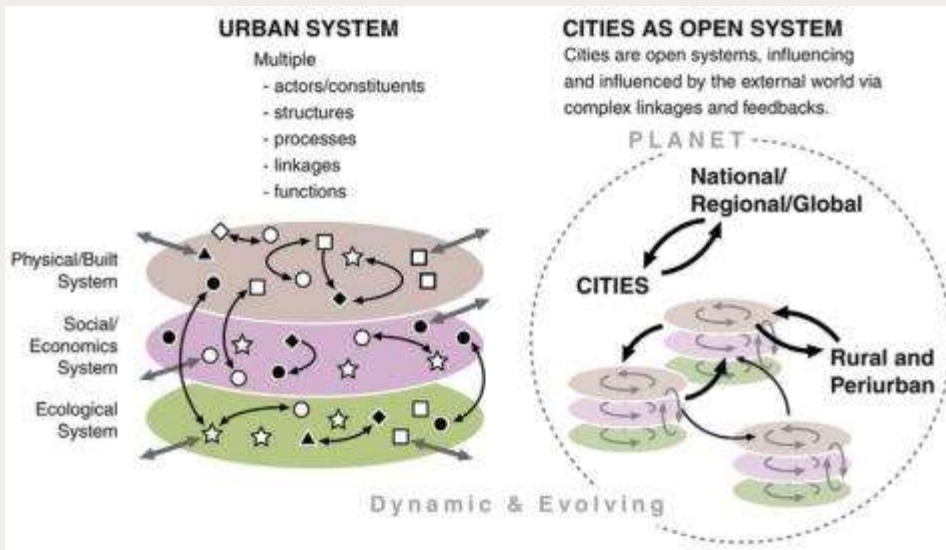 URBAN SYSTEM
Multiple
- actors/constituents
- structures
- processes
- linkages
- functions
Physical/Built
System
Social/
Economics
System
Ecological
System
CITIES AS OPEN SYSTEM
Cities are open systems, influencing
and influenced by the external world via
complex linkages and feedbacks.
PLANET
National/
Regional/Global
CITIES
Rural and
Periurban
Dynamic & Evolving